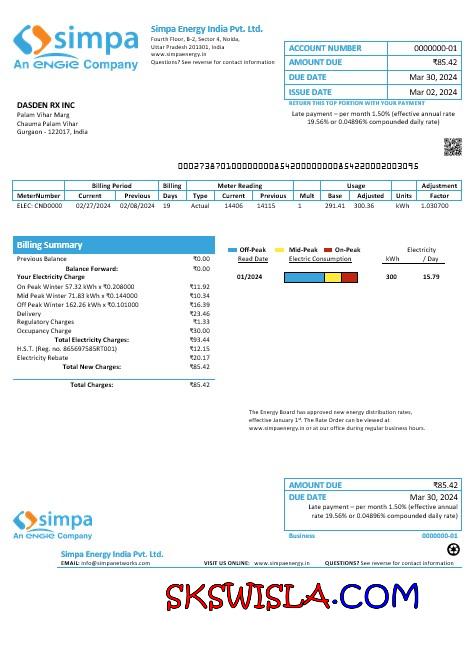 simpa
An ENGIE Company
Simpa Energy India Pvt. Ltd.
Fourth Floor, B-2, Sector 4, Noida,
Uttar Pradesh 201301, India
www.simpaenergy.in
Questions? See reverse for contact information
ACCOUNT NUMBER 0000000-01
AMOUNT DUE ₹85.42
DUE DATE Mar 30, 2024
ISSUE DATE Mar 02, 2024
RETURN THIS TOP PORTION WITH YOUR PAYMENT
Late payment – per month 1.50% (effective annual rate
19.56% or 0.04896% compounded daily rate)
DASDEN RX INC
Palam Vihar Marg
Chauma Palam Vihar
Gurgaon - 122017, India
Billing Period Billing Meter Reading Usage Adjustment
MeterNumber Current Previous Days Type Current Previous Mult Base Adjusted Units Factor
ELEC: CND0000 02/27/2024 02/08/2024 19 Actual 14406 14115 1 291.41 300.36 kWh 1.030700
Billing Summary
Previous Balance ₹0.00
Balance Forward: ₹0.00
Your Electricity Charge
On Peak Winter 57.32 kWh x ₹0.208000 ₹11.92
Mid Peak Winter 71.83 kWh x ₹0.144000 ₹10.34
Off Peak Winter 162.26 kWh x ₹0.101000 ₹16.39
Delivery ₹23.46
Regulatory Charges ₹1.33
Occupancy Charge ₹30.00
Total Electricity Charges: ₹93.44
H.S.T. (Reg. no. 865697585RT001) ₹12.15
Electricity Rebate ₹20.17
Total New Charges: ₹85.42
Total Charges: ₹85.42
Off-Peak Mid-Peak On-Peak Electricity
Read Date Electric Consumption kWh / Day
01/2024 300 15.79
The Energy Board has approved new energy distribution rates,
effective January 1st. The Rate Order can be viewed at
www.simpaenergy.in or at our office during regular business hours.
AMOUNT DUE ₹85.42
DUE DATE Mar 30, 2024
Late payment – per month 1.50% (effective annual
rate 19.56% or 0.04896% compounded daily rate)
Business 0000000-01
simpa
An ENGIE Company
Simpa Energy India Pvt. Ltd.
EMAIL: info@simpanetworks.com VISIT US ONLINE: www.simpaenergy.in QUESTIONS? See reverse for contact information
SKSWISLA.COM